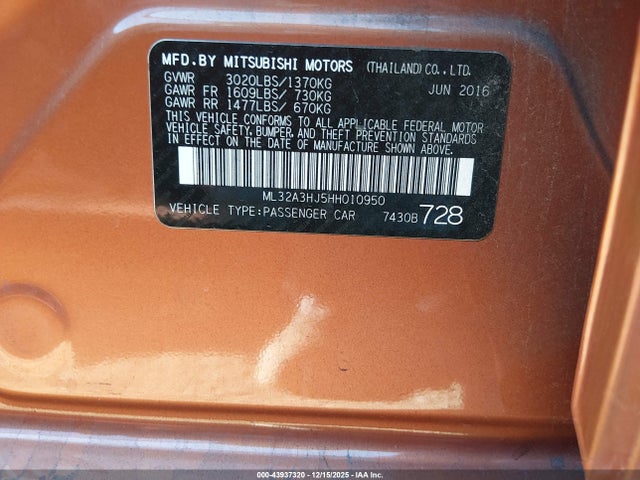 MFD.BY MITSUBISHI MOTORS (THAILAND)CO.,LTD.
GVWR 3020LBS/1370KG
GAWR FR 1609LBS/ 730KG JUN 2016
GAWR RR 1477LBS/ 670KG
THIS VEHICLE CONFORMS TO ALL APPLICABLE FEDERAL MOTOR
VEHICLE SAFETY, BUMPER, AND THEFT PREVENTION STANDARDS
IN EFFECT ON THE DATE OF MANUFACTURE SHOWN ABOVE.
ML32A3HJ5HH010950
VEHICLE TYPE:PASSENGER CAR 7430B 728
000-43937320 - 12/15/2025 - IAAI.COM